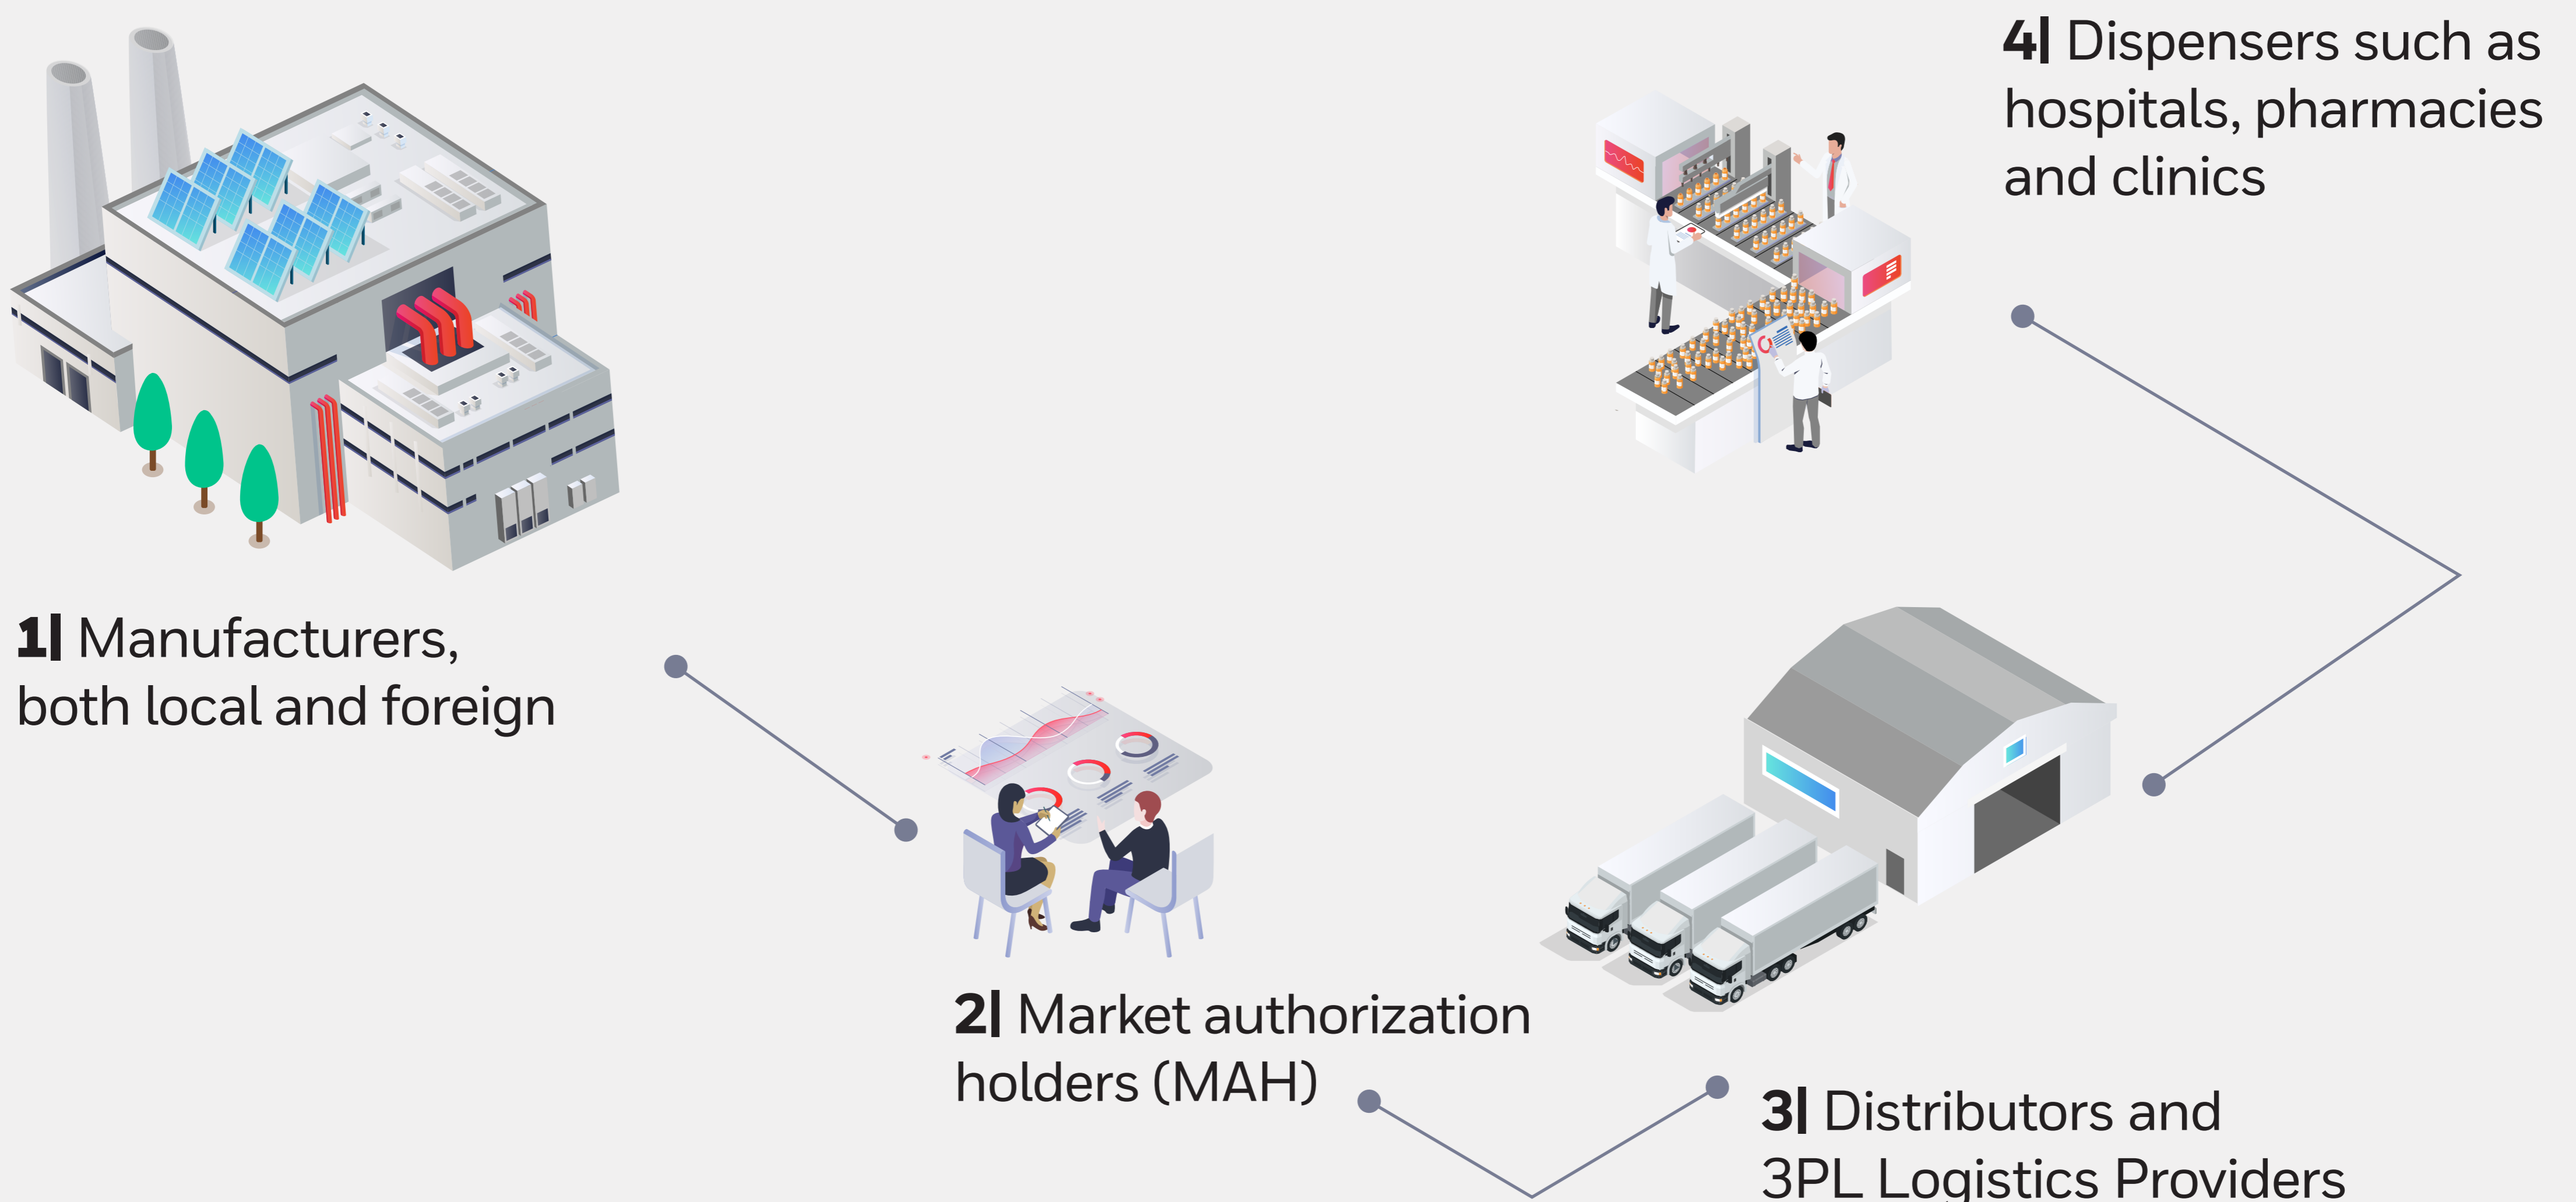 1| Manufacturers,
both local and foreign
2| Market authorization
holders (MAH)
3| Distributors and
3PL Logistics Providers
4| Dispensers such as
hospitals, pharmacies
and clinics